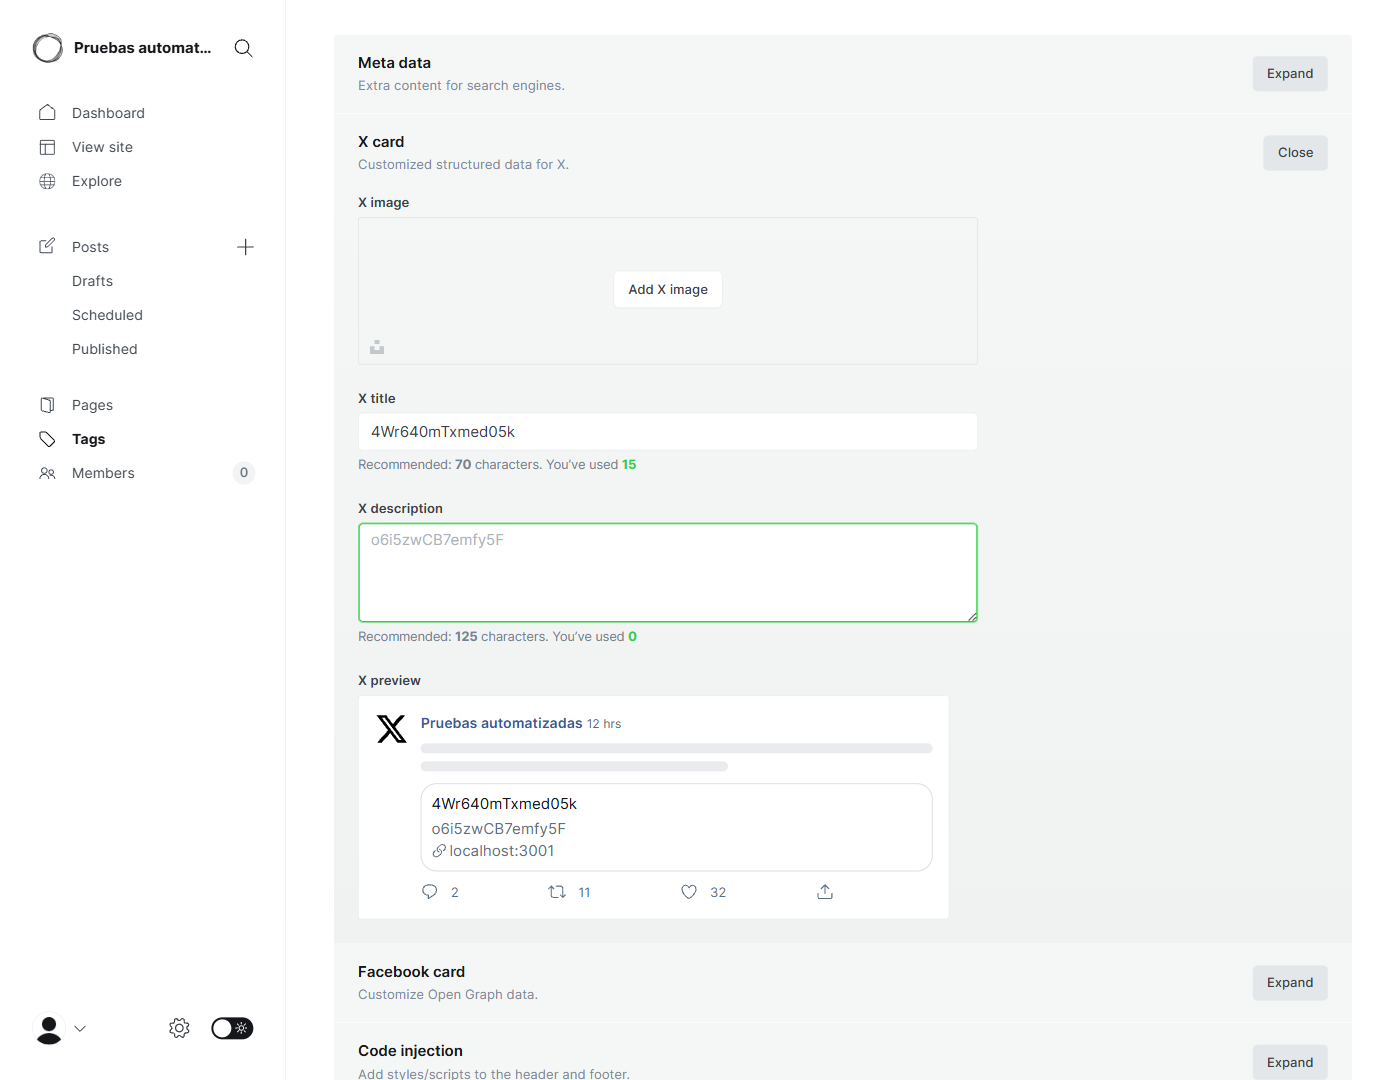 Pruebas automat...
Dashboard
View site
Explore
Posts
Drafts
Scheduled
Published
Pages
Tags
Members
0
Meta data
Extra content for search engines.
Expand
X card
Customized structured data for X.
Close
X image
Add X image
X title
4Wr640mTxmed05k
Recommended: 70 characters. You've used 15
X description
o6i5zwCB7emfy5F
Recommended: 125 characters. You've used 0
X preview
Pruebas automatizadas 12 hrs
4Wr640mTxmed05k
o6i5zwCB7emfy5F
localhost:3001
2
11
32
Facebook card
Customize Open Graph data.
Expand
Code injection
Add styles/scripts to the header and footer.
Expand